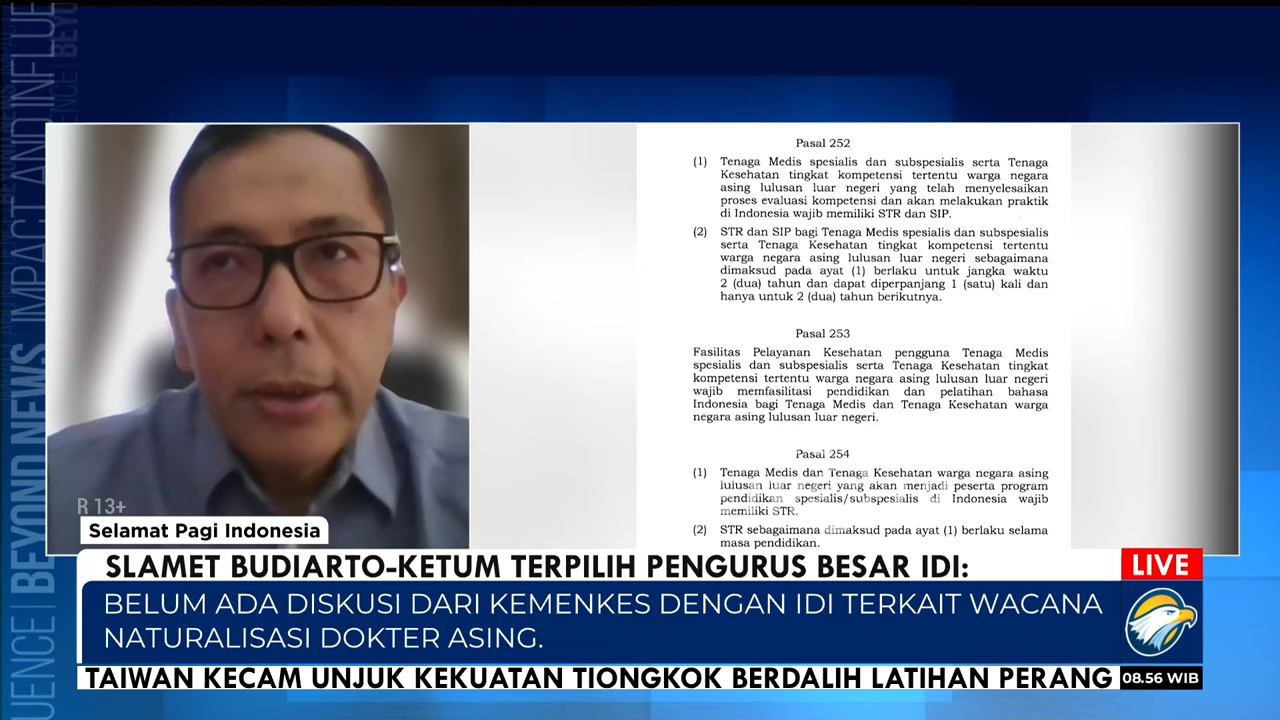 IMPACT AND INFLUE
BEYOND NEWS
UENCE
Pasal 252
(1) Tenaga Medis spesialis dan subspesialis serta Tenaga
Kesehatan tingkat kompetensi tertentu warga negara
asing lulusan luar negeri yang telah menyelesaikan
proses evaluasi kompetensi dan akan melakukan praktik
di Indonesia wajib memiliki STR dan SIP.
(2) STR dan SIP bagi Tenaga Medis spesialis dan subspesialis
serta Tenaga Kesehatan tingkat kompetensi tertentu
warga negara asing lulusan luar negeri sebagaimana
dimaksud pada ayat (1) berlaku untuk jangka waktu
2 (dua) tahun dan dapat diperpanjang 1 (satu) kali dan
hanya untuk 2 (dua) tahun berikutnya.
Pasal 253
Fasilitas Pelayanan Kesehatan pengguna Tenaga Medis
spesialis dan subspesialis serta Tenaga Kesehatan tingkat
kompetensi tertentu warga negara asing lulusan luar negeri
wajib memfasilitasi pendidikan dan pelatihan bahasa
Indonesia bagi Tenaga Medis dan Tenaga Kesehatan warga
negara asing lulusan luar negeri.
Pasal 254
(1) Tenaga Medis dan Tenaga Kesehatan warga negara asing
lulusan luar negeri yang akan menjadi peserta program
pendidikan spesialis/subspesialis di Indonesia wajib
memiliki STR.
(2) STR sebagaimana dimaksud pada ayat (1) berlaku selama
masa pendidikan.
R 13+
Selamat Pagi Indonesia
SLAMET BUDIARTO-KETUM TERPILIH PENGURUS BESAR IDI:
LIVE
BELUM ADA DISKUSI DARI KEMENKES DENGAN IDI TERKAIT WACANA
NATURALISASI DOKTER ASING.
TAIWAN KECAM UNJUK KEKUATAN TIONGKOK BERDALIH LATIHAN PERANG
08.56 WIB